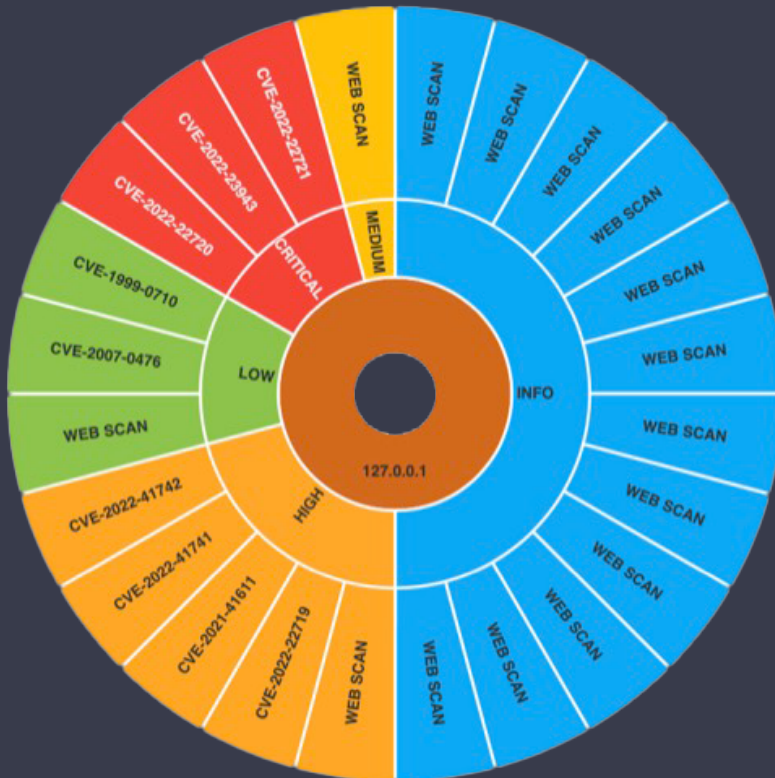 127.0.0.1
INFO
WEB SCAN
WEB SCAN
WEB SCAN
WEB SCAN
WEB SCAN
WEB SCAN
WEB SCAN
WEB SCAN
WEB SCAN
WEB SCAN
WEB SCAN
WEB SCAN
HIGH
WEB SCAN
CVE-2022-22719
CVE-2021-41611
CVE-2022-41741
CVE-2022-41742
LOW
WEB SCAN
CVE-2007-0476
CVE-1999-0710
CRITICAL
CVE-2022-22720
CVE-2022-23943
CVE-2022-22721
MEDIUM
WEB SCAN